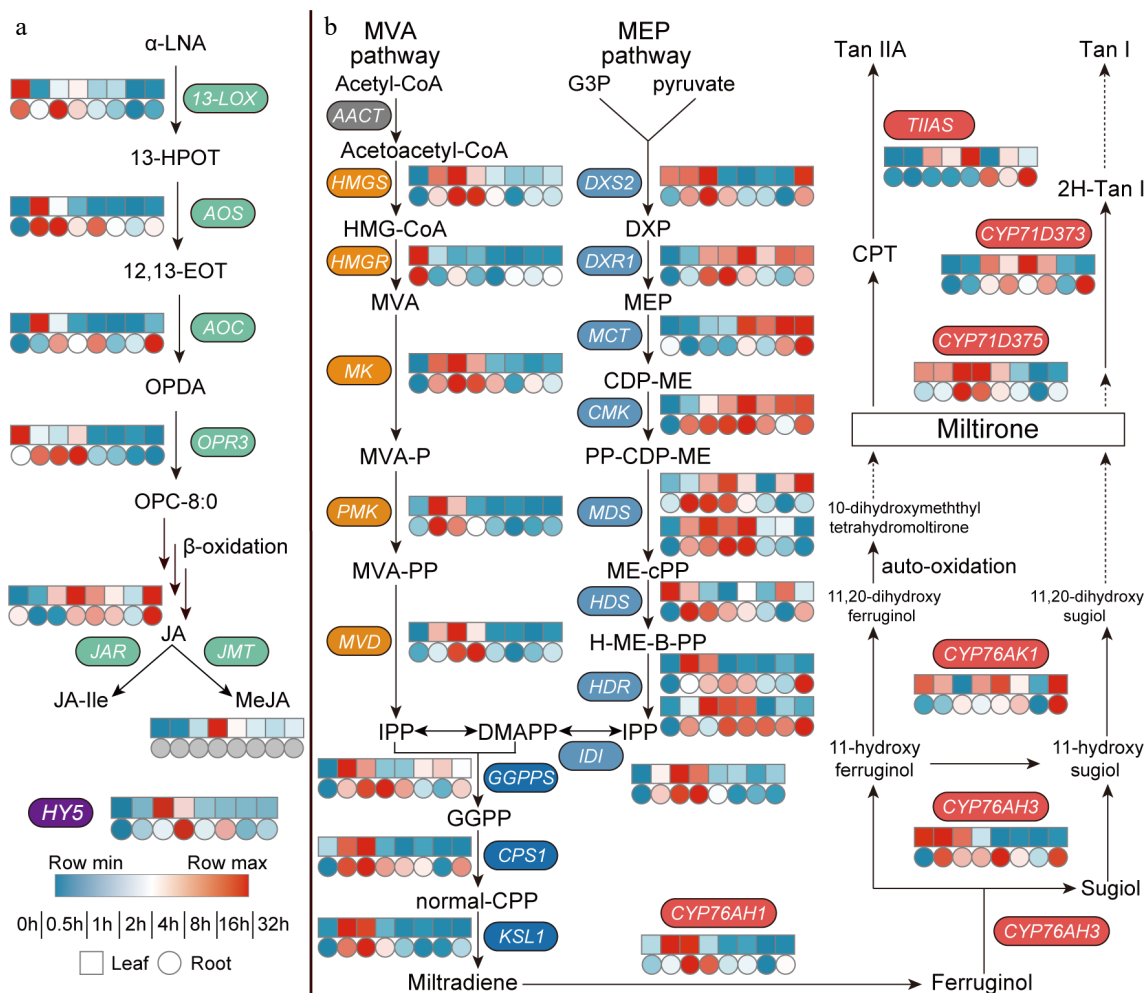 a
α-LNA
13-LOX
13-HPOT
AOS
12,13-EOT
AOC
OPDA
OPR3
OPC-8:0
β-oxidation
JA
JAR
JMT
JA-Ile
MeJA
HY5
Row min
Row max
0h
0.5h
1h
2h
4h
8h
16h
32h
Leaf
Root
b
MVA
pathway
Acetyl-CoA
AACT
Acetoacetyl-CoA
HMGS
HMG-CoA
HMGR
MVA
MK
MVA-P
PMK
MVA-PP
MVD
IPP
DMAPP
IPP
MEP
pathway
G3P
pyruvate
DXS2
DXP
DXR1
MEP
MCT
CDP-ME
CMK
PP-CDP-ME
MDS
ME-cPP
HDS
H-ME-B-PP
HDR
IDI
GGPPS
GGPP
CPS1
normal-CPP
KSL1
Miltradiene
CYP76AH1
Ferruginol
CYP76AH3
Sugiol
CYP76AH3
11-hydroxy
ferruginol
11-hydroxy
sugiol
CYP76AK1
11,20-dihydroxy
ferruginol
11,20-dihydroxy
sugiol
auto-oxidation
10-dihydroxymeththyl
tetrahydromoltirone
Miltirone
CYP71D375
CPT
CYP71D373
2H-Tan I
TIIAS
Tan IIA
Tan I